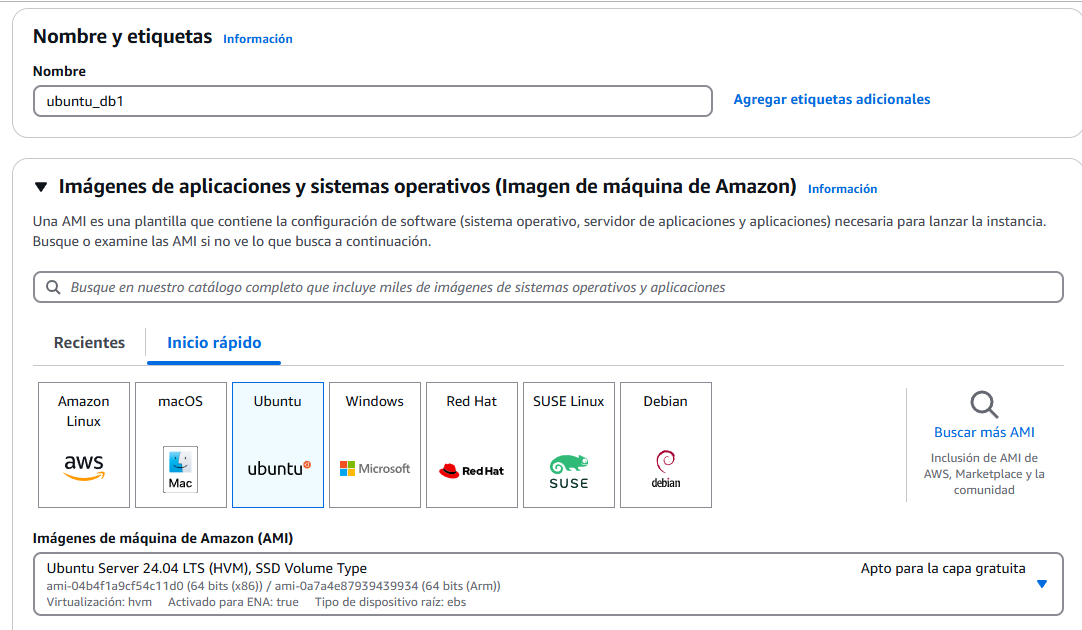 Nombre y etiquetas Información
Nombre
ubuntu_db1
Agregar etiquetas adicionales
Imágenes de aplicaciones y sistemas operativos (Imagen de máquina de Amazon) Información
Una AMI es una plantilla que contiene la configuración de software (sistema operativo, servidor de aplicaciones y aplicaciones) necesaria para lanzar la instancia.
Busque o examine las AMI si no ve lo que busca a continuación.
Busque en nuestro catálogo completo que incluye miles de imágenes de sistemas operativos y aplicaciones
Recientes
Inicio rápido
Amazon
Linux
aws
macOS
Mac
Ubuntu
ubuntu
Windows
Microsoft
Red Hat
RedHat
SUSE Linux
SUSE
Debian
debian
Buscar más AMI
Inclusión de AMI de
AWS, Marketplace y la
comunidad
Imágenes de máquina de Amazon (AMI)
Ubuntu Server 24.04 LTS (HVM), SSD Volume Type
Apto para la capa gratuita
ami-04b4f1a9cf54c11d0 (64 bits (x86)) / ami-0a7a4e87939439934 (64 bits (Arm))
Virtualización: hvm Activado para ENA: true Tipo de dispositivo raíz: ebs